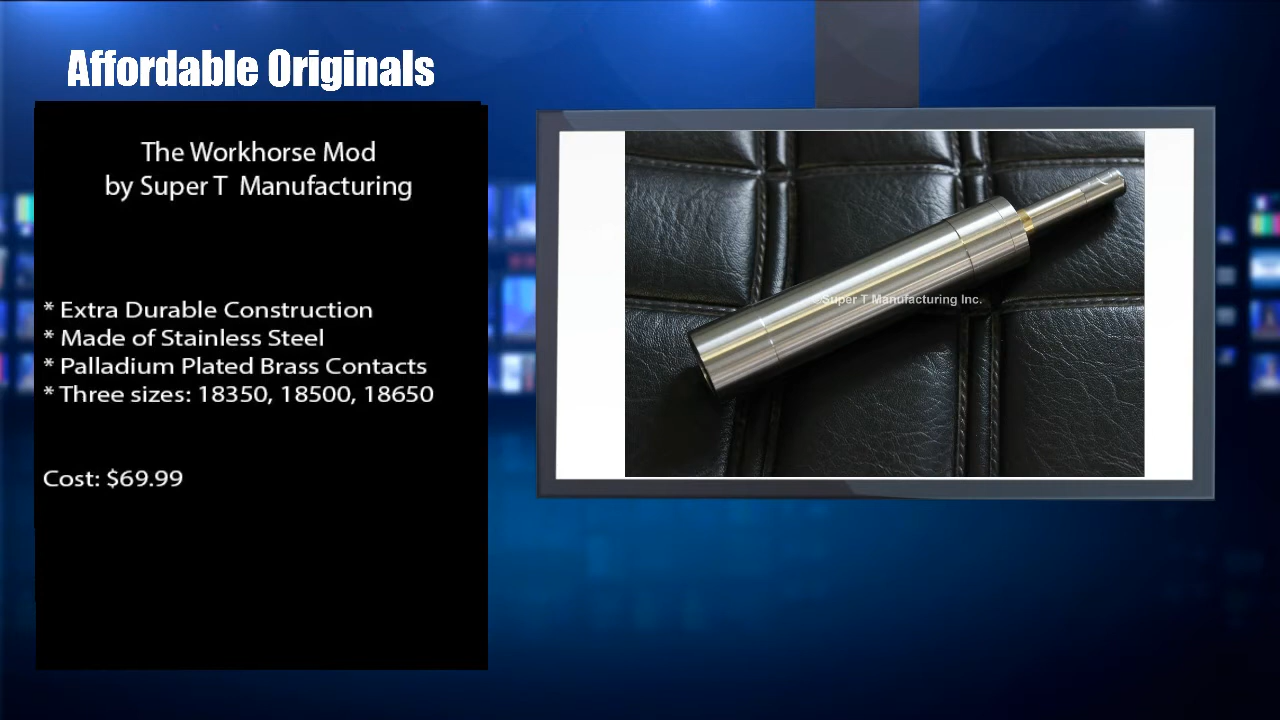 Affordable Originals
The Workhorse Mod
by Super T Manufacturing
* Extra Durable Construction
* Made of Stainless Steel
* Palladium Plated Brass Contacts
* Three sizes: 18350, 18500, 18650
Cost: $69.99
©Super T Manufacturing Inc.